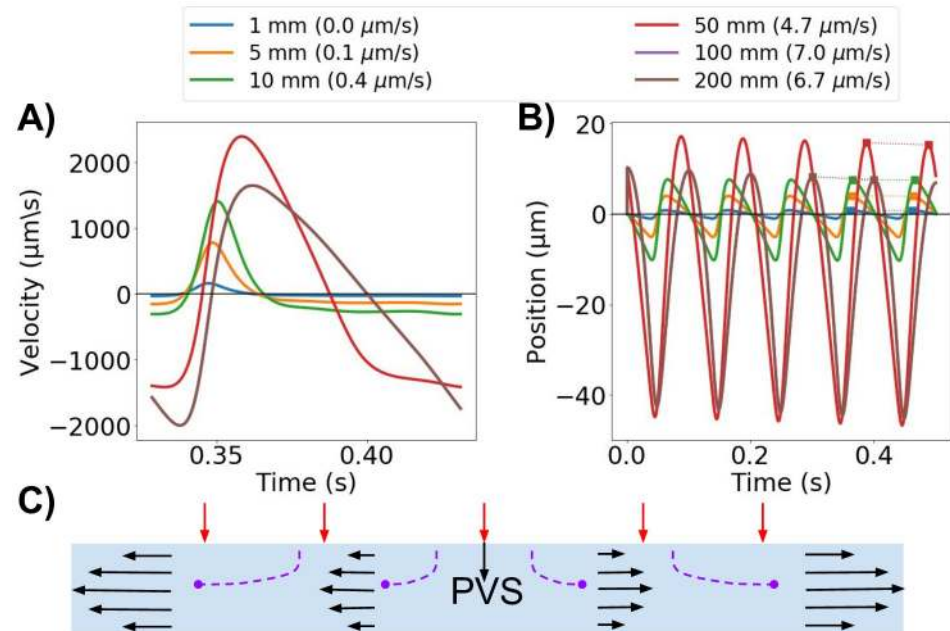 1 mm (0.0 μm/s)
5 mm (0.1 μm/s)
10 mm (0.4 μm/s)
50 mm (4.7 μm/s)
100 mm (7.0 μm/s)
200 mm (6.7 μm/s)
A)
2000
1000
0
−1000
−2000
Velocity (μm\s)
0.35
0.40
Time (s)
B)
20
0
−20
−40
Position (μm)
0.0
0.2
0.4
Time (s)
C)
PVS